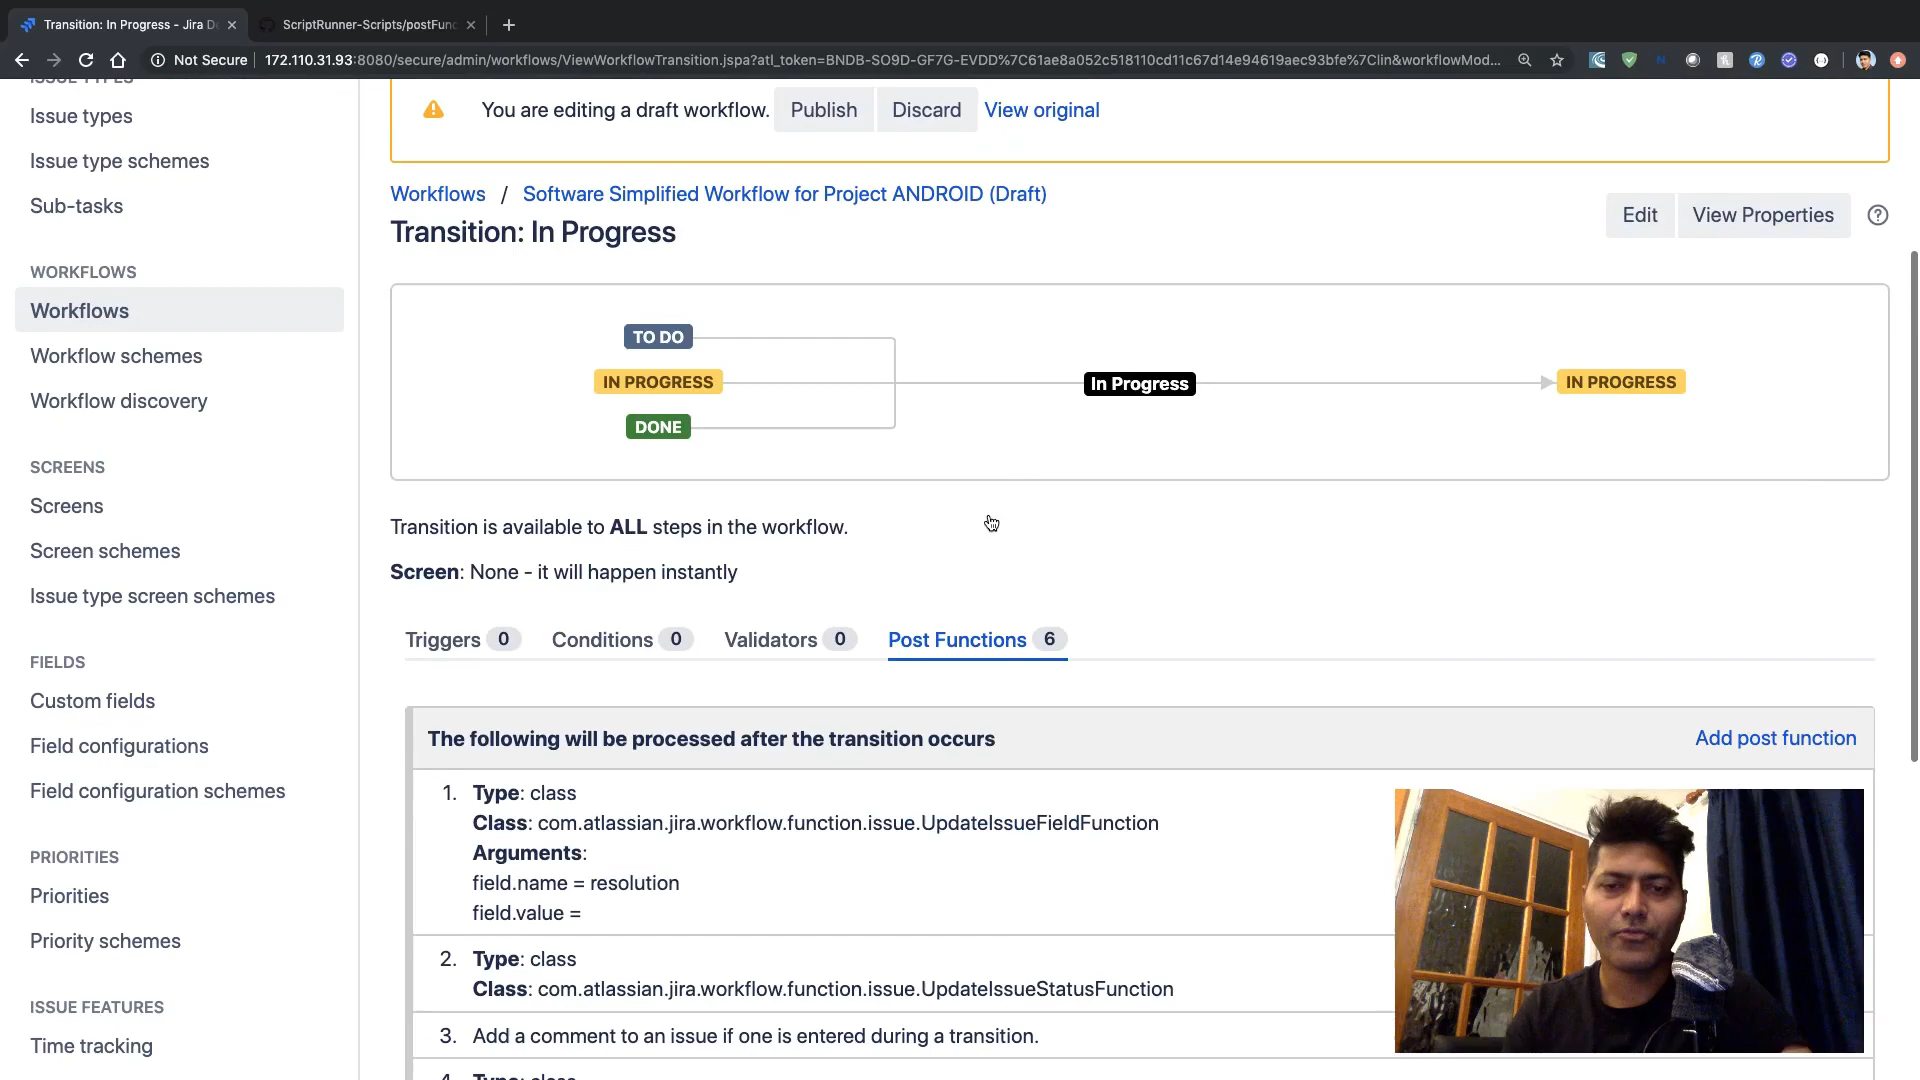 Transition: In Progress - Jira D
ScriptRunner-Scripts/postFunc
Not Secure
172.110.31.93:8080/secure/admin/workflows/ViewWorkflowTransition.jspa?atl_token=BNDB-SO9D-GF7G-EVDD%7C61ae8a052c518110cd11c67d14e94619aec93bfe%7Clin&workflowMod...
ISSUE TYPES
Issue types
Issue type schemes
Sub-tasks
WORKFLOWS
Workflows
Workflow schemes
Workflow discovery
SCREENS
Screens
Screen schemes
Issue type screen schemes
FIELDS
Custom fields
Field configurations
Field configuration schemes
PRIORITIES
Priorities
Priority schemes
ISSUE FEATURES
Time tracking
You are editing a draft workflow. Publish Discard View original
Workflows / Software Simplified Workflow for Project ANDROID (Draft)
Transition: In Progress
Edit View Properties
TO DO
IN PROGRESS
DONE
In Progress
IN PROGRESS
Transition is available to ALL steps in the workflow.
Screen: None - it will happen instantly
Triggers 0 Conditions 0 Validators 0 Post Functions 6
The following will be processed after the transition occurs
Add post function
1. Type: class
Class: com.atlassian.jira.workflow.function.issue.UpdateIssueFieldFunction
Arguments:
field.name = resolution
field.value =
2. Type: class
Class: com.atlassian.jira.workflow.function.issue.UpdateIssueStatusFunction
3. Add a comment to an issue if one is entered during a transition.
4. Type: class